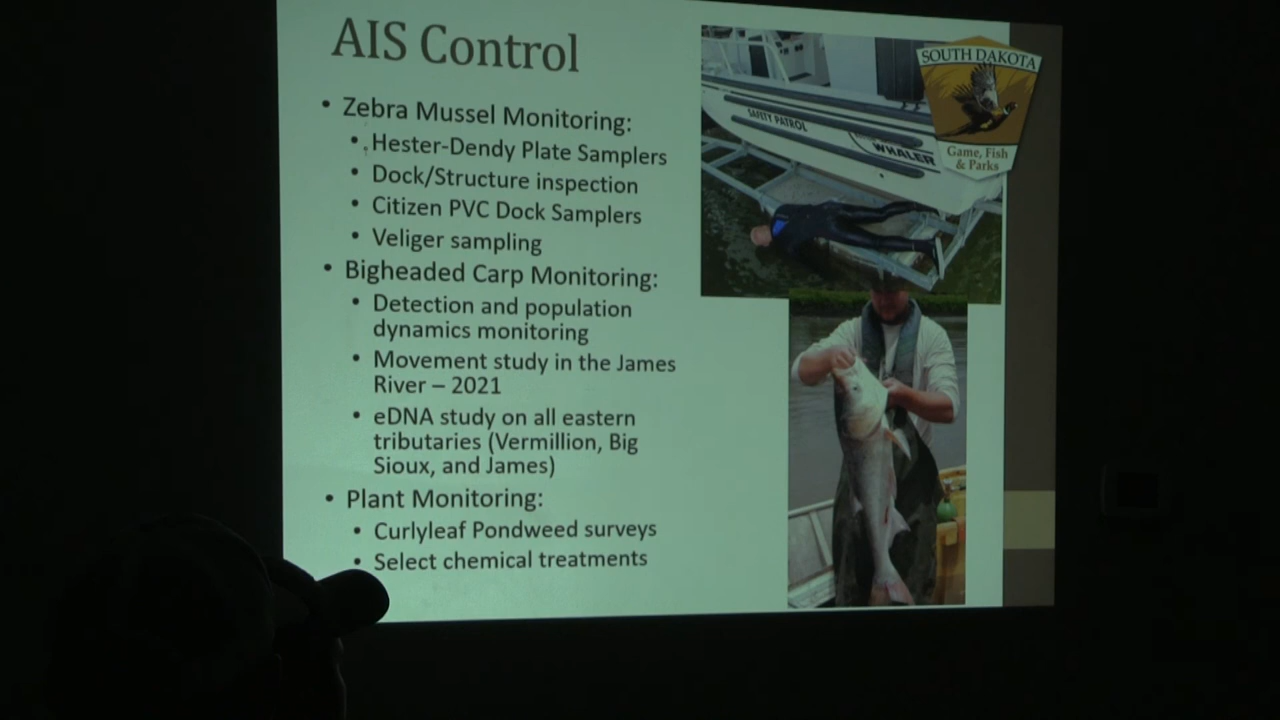 AIS Control
• Zebra Mussel Monitoring:
• Hester-Dendy Plate Samplers
• Dock/Structure inspection
• Citizen PVC Dock Samplers
• Veliger sampling
• Bigheaded Carp Monitoring:
• Detection and population
dynamics monitoring
• Movement study in the James
River – 2021
• eDNA study on all eastern
tributaries (Vermillion, Big
Sioux, and James)
• Plant Monitoring:
• Curlyleaf Pondweed surveys
• Select chemical treatments
SAFETY PATROL
WHALER
SOUTH DAKOTA
Game, Fish
& Parks